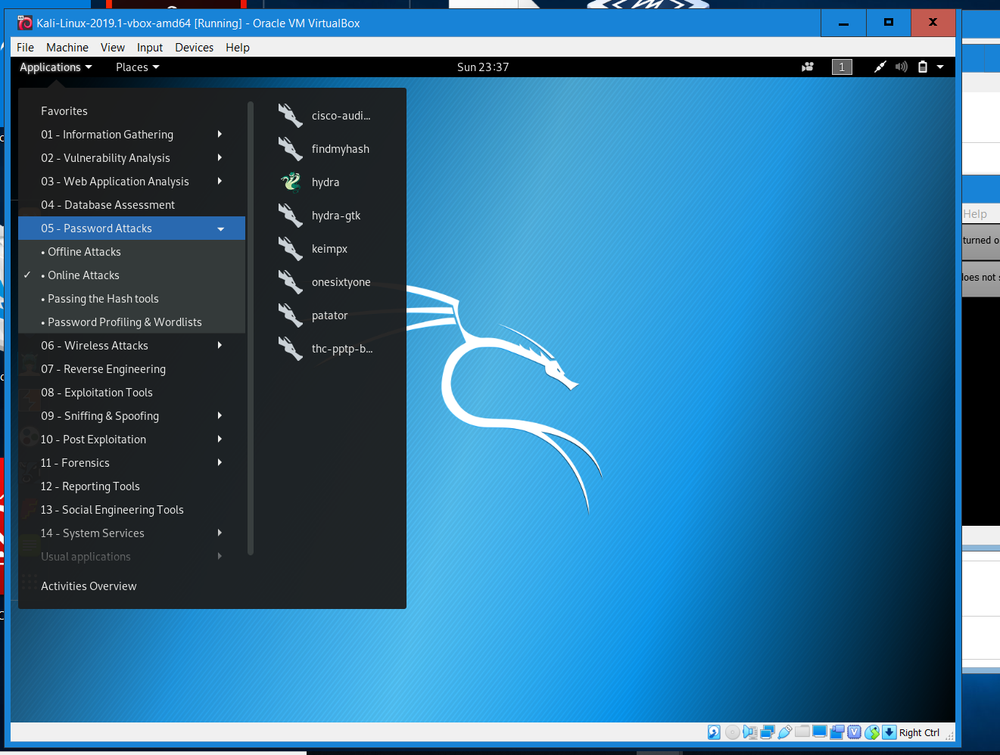 Kali-Linux-2019.1-vbox-amd64 [Running] - Oracle VM VirtualBox
File Machine View Input Devices Help
Applications Places Sun 23:37 1
Favorites
01 - Information Gathering
02 - Vulnerability Analysis
03 - Web Application Analysis
04 - Database Assessment
05 - Password Attacks
• Offline Attacks
✓ • Online Attacks
• Passing the Hash tools
• Password Profiling & Wordlists
06 - Wireless Attacks
07 - Reverse Engineering
08 - Exploitation Tools
09 - Sniffing & Spoofing
10 - Post Exploitation
11 - Forensics
12 - Reporting Tools
13 - Social Engineering Tools
14 - System Services
Usual applications
Activities Overview
cisco-audi...
findmyhash
hydra
hydra-gtk
keimpx
onesixtyone
patator
thc-pptp-b...
Help
turned o
does not s
V
Right Ctrl